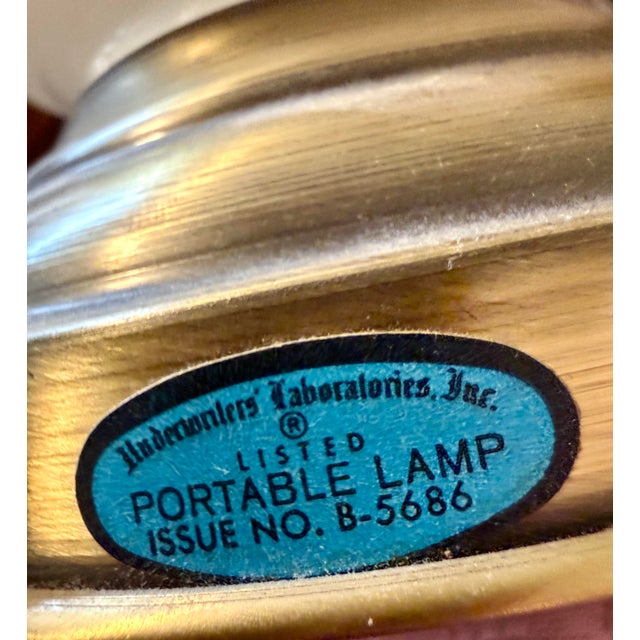 Underwriters' Laboratories, Inc.
®
LISTED
PORTABLE LAMP
ISSUE NO. B-5686